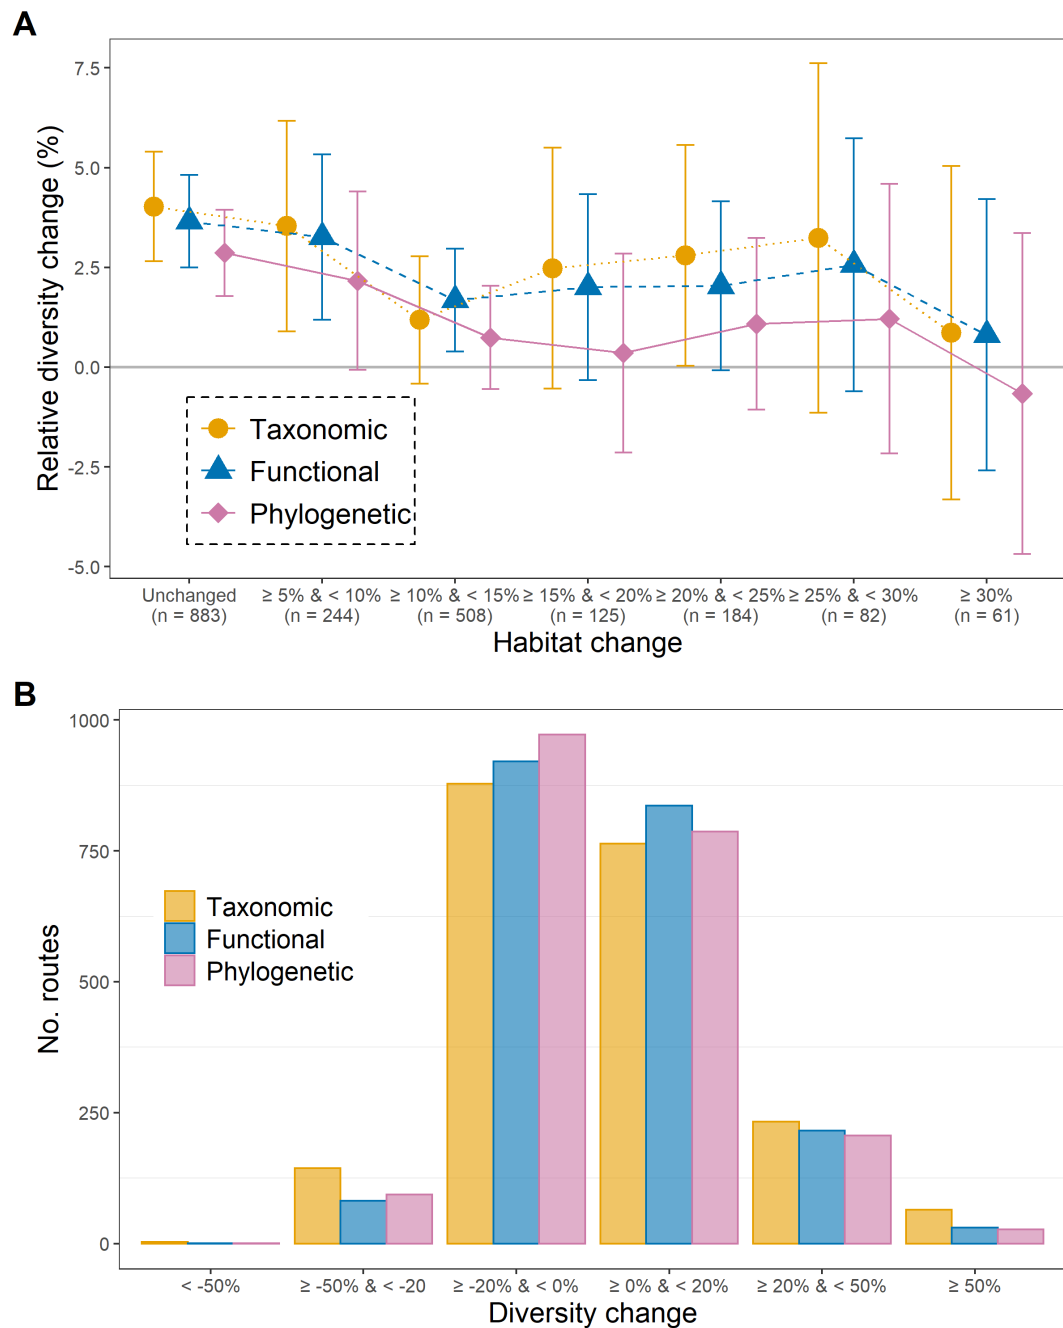 A
Relative diversity change (%)
7.5
5.0
2.5
0.0
-2.5
-5.0
Taxonomic
Functional
Phylogenetic
Unchanged ≥ 5% & < 10% ≥ 10% & < 15% ≥ 15% & < 20% ≥ 20% & < 25% ≥ 25% & < 30% ≥ 30%
(n = 883) (n = 244) (n = 508) (n = 125) (n = 184) (n = 82) (n = 61)
Habitat change
B
No. routes
1000
750
500
250
0
Taxonomic
Functional
Phylogenetic
< -50% ≥ -50% & < -20 ≥ -20% & < 0% ≥ 0% & < 20% ≥ 20% & < 50% ≥ 50%
Diversity change